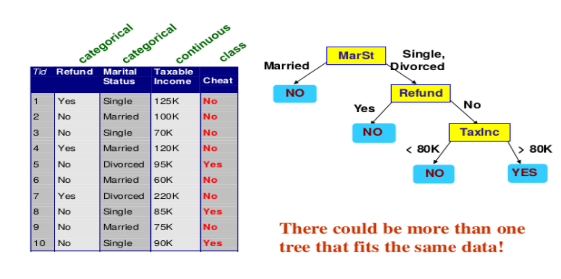 categorical
categorical
continuous
class
Tid Refund Marital Status Taxable Income Cheat
1 Yes Single 125K No
2 No Married 100K No
3 No Single 70K No
4 Yes Married 120K No
5 No Divorced 95K Yes
6 No Married 60K No
7 Yes Divorced 220K No
8 No Single 85K Yes
9 No Married 75K No
10 No Single 90K Yes
MarSt
Married
Single,
Divorced
NO
Refund
Yes
No
NO
TaxInc
< 80K
> 80K
NO
YES
There could be more than one
tree that fits the same data!